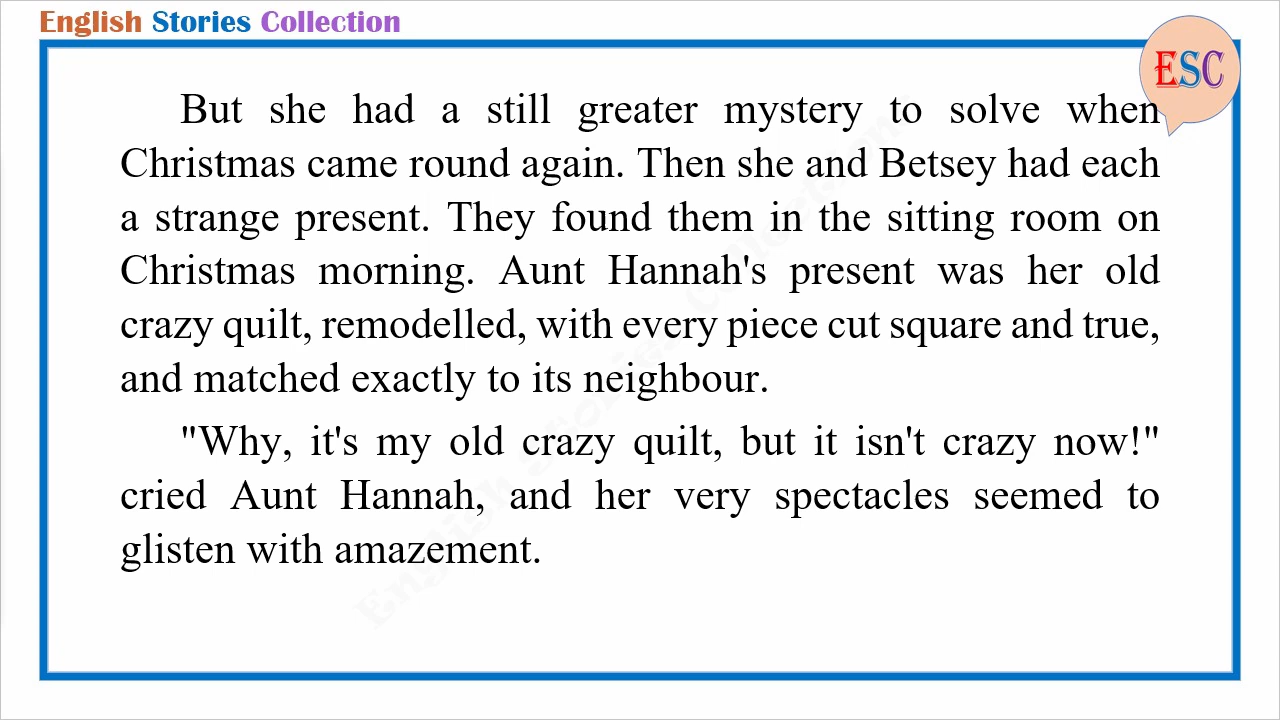 English Stories Collection
ESC
But she had a still greater mystery to solve when
Christmas came round again. Then she and Betsey had each
a strange present. They found them in the sitting room on
Christmas morning. Aunt Hannah's present was her old
crazy quilt, remodelled, with every piece cut square and true,
and matched exactly to its neighbour.
"Why, it's my old crazy quilt, but it isn't crazy now!"
cried Aunt Hannah, and her very spectacles seemed to
glisten with amazement.
English Stories Collection